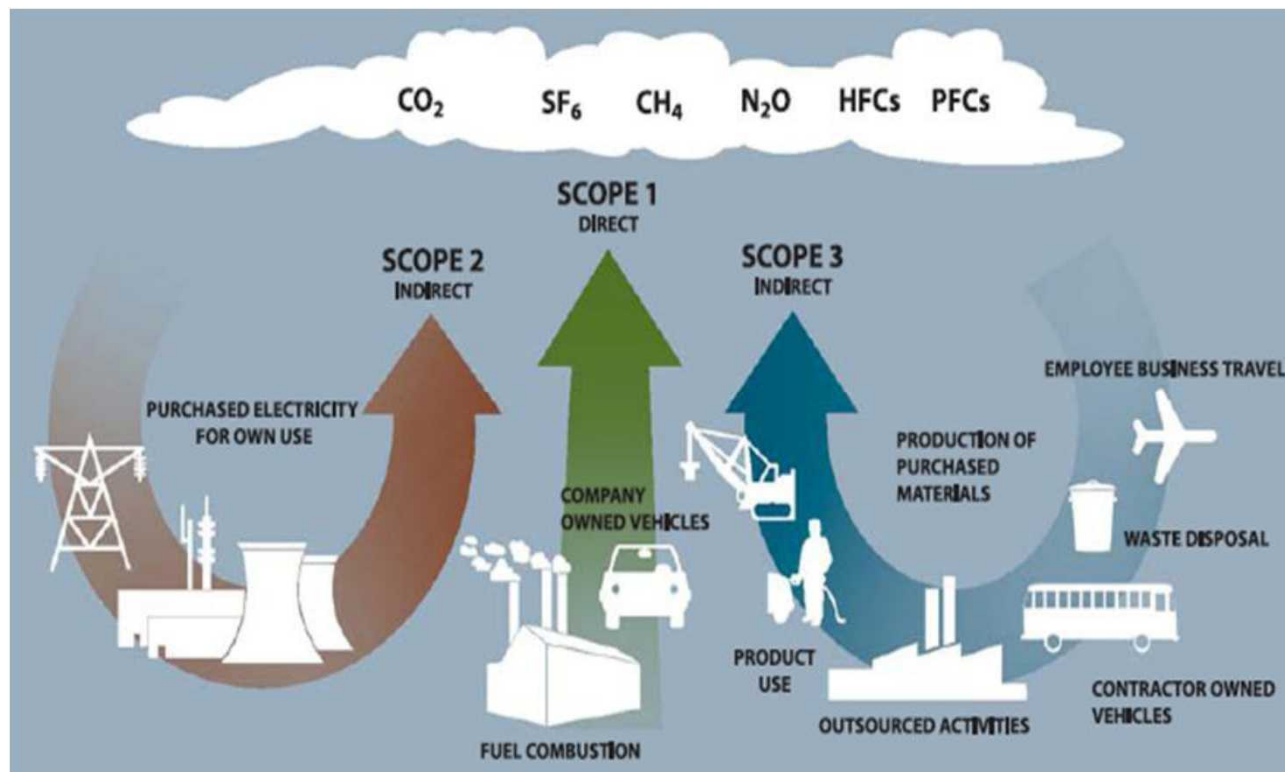 CO₂ SF₆ CH₄ N₂O HFCs PFCs
SCOPE 1
DIRECT
SCOPE 2
INDIRECT
SCOPE 3
INDIRECT
PURCHASED ELECTRICITY
FOR OWN USE
COMPANY
OWNED VEHICLES
FUEL COMBUSTION
EMPLOYEE BUSINESS TRAVEL
PRODUCTION OF
PURCHASED
MATERIALS
WASTE DISPOSAL
PRODUCT
USE
OUTSOURCED ACTIVITIES
CONTRACTOR OWNED
VEHICLES